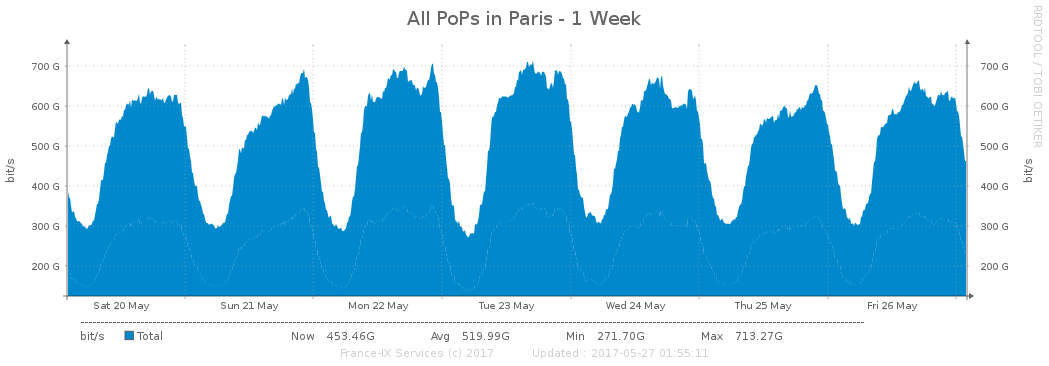 All PoPs in Paris - 1 Week
RRDTOOL / TOBI OETIKER
bit/s
700 G
600 G
500 G
400 G
300 G
200 G
700 G
600 G
500 G
400 G
300 G
200 G
bit/s
Sat 20 May Sun 21 May Mon 22 May Tue 23 May Wed 24 May Thu 25 May Fri 26 May
bit/s Total Now 453.46G Avg 519.99G Min 271.70G Max 713.27G
France-IX Services (c) 2017 Updated : 2017-05-27 01:55:11